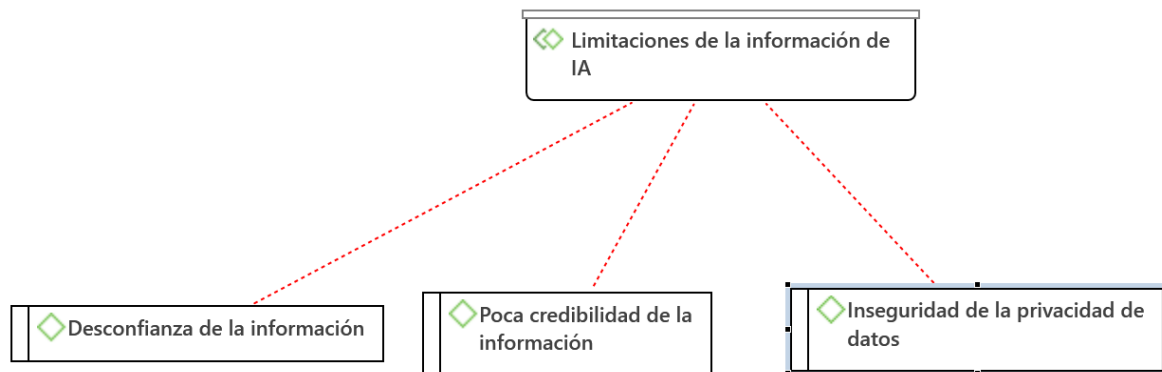 Limitaciones de la información de
IA
Desconfianza de la información
Poca credibilidad de la
información
Inseguridad de la privacidad de
datos